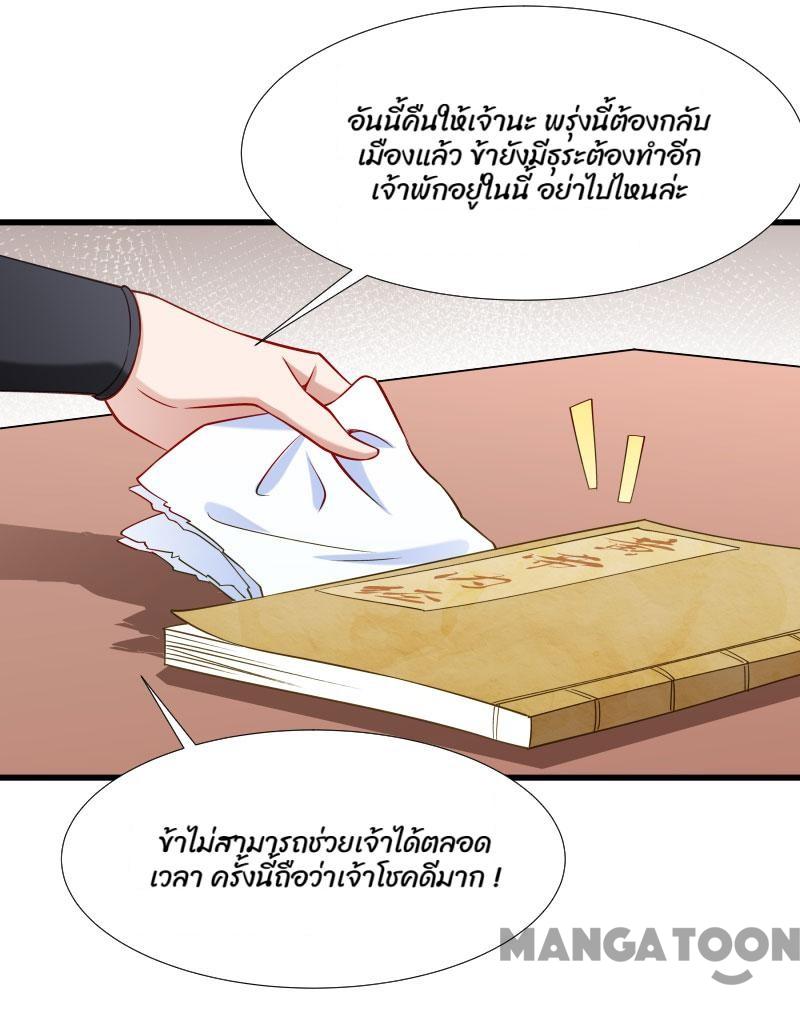 อันนี้คืนให้เจ้านะ พรุ่งนี้ต้องกลับ
เมืองแล้ว ข้ายังมีธุระต้องทำอีก
เจ้าพักอยู่ในนี้ อย่าไปไหนล่ะ
黄帝内经
ข้าไม่สามารถช่วยเจ้าได้ตลอด
เวลา ครั้งนี้ถือว่าเจ้าโชคดีมาก !
MANGATOON